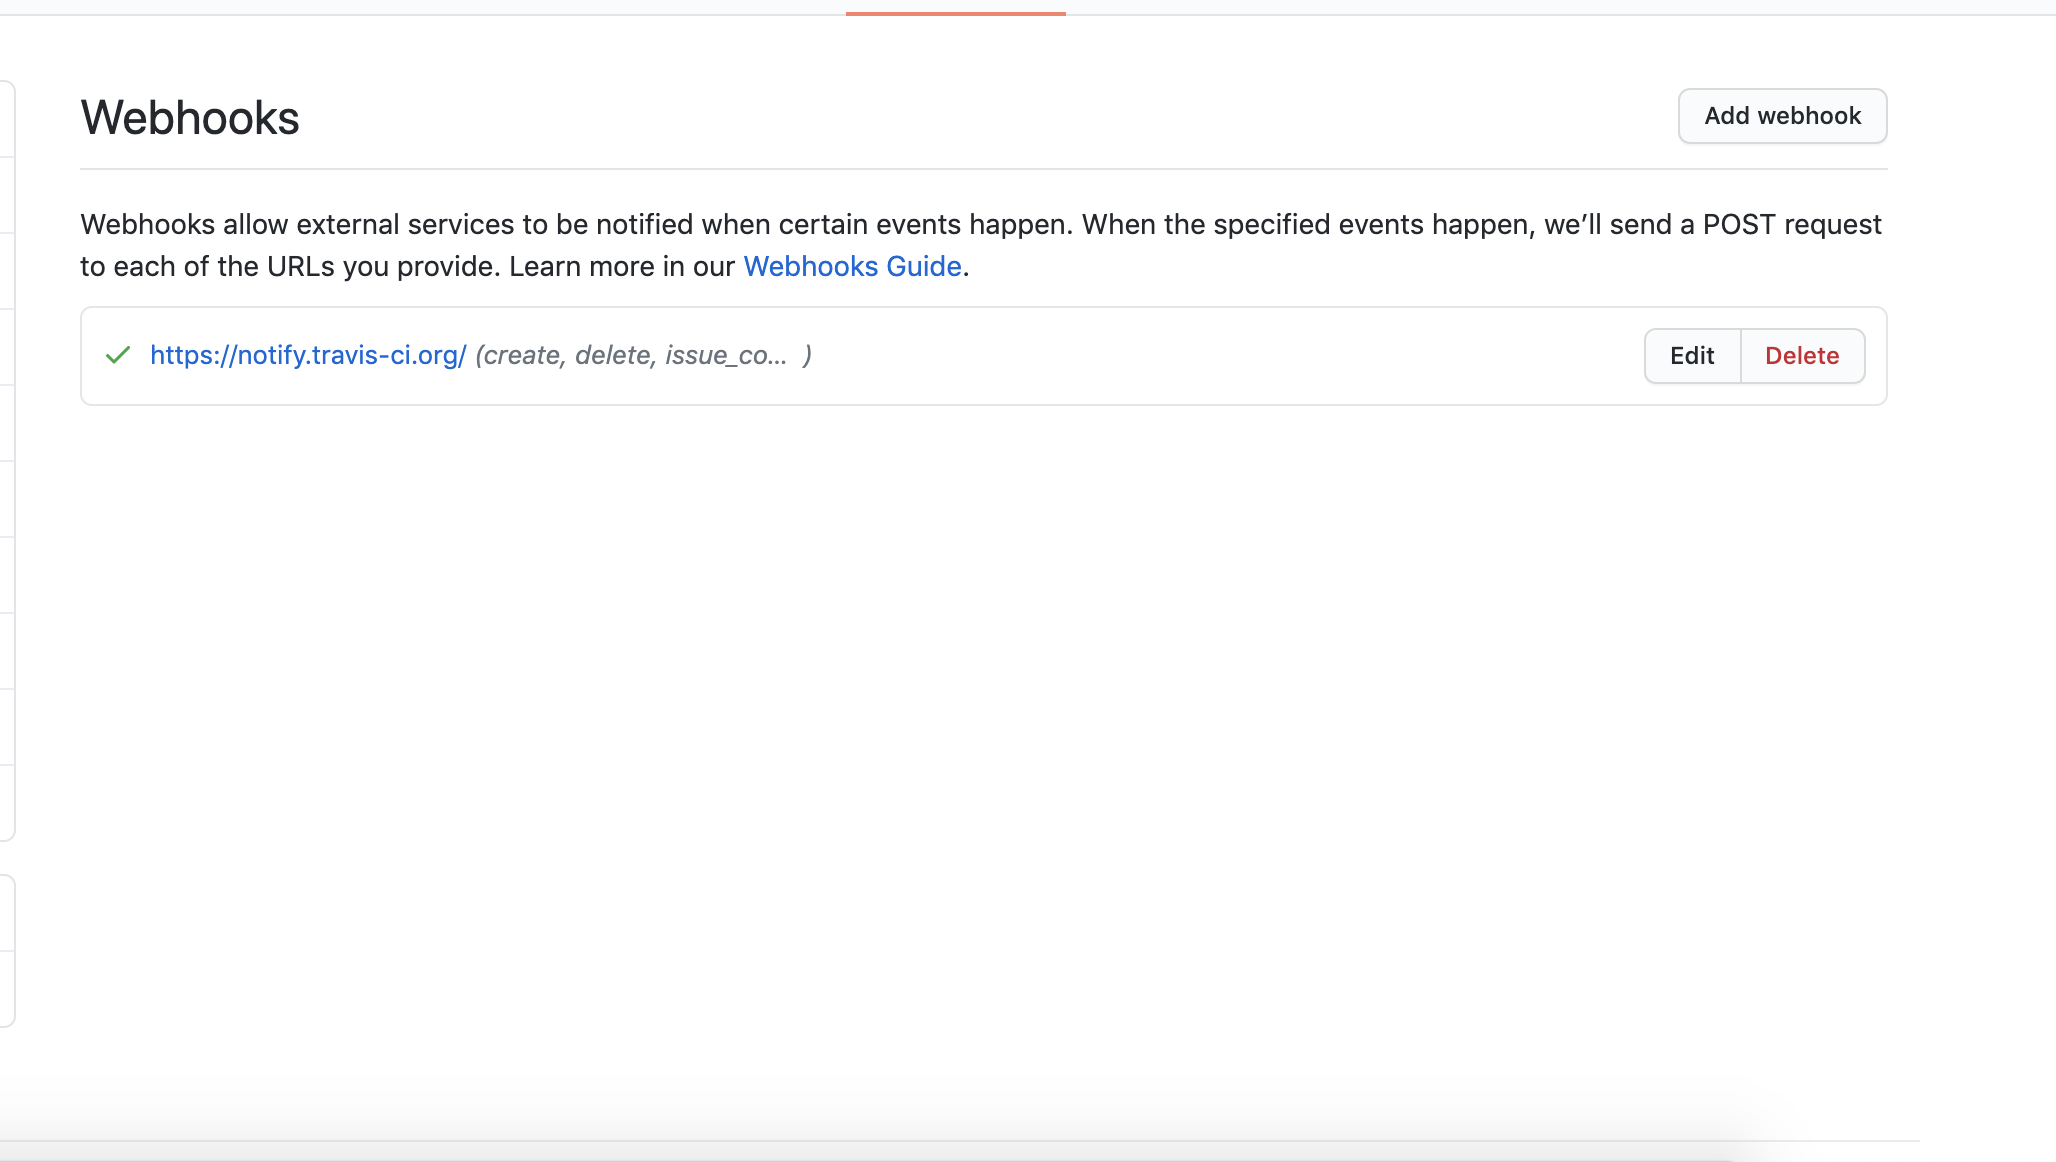 Webhooks
Add webhook
Webhooks allow external services to be notified when certain events happen. When the specified events happen, we’ll send a POST request
to each of the URLs you provide. Learn more in our Webhooks Guide.
https://notify.travis-ci.org/ (create, delete, issue_co... )
Edit
Delete